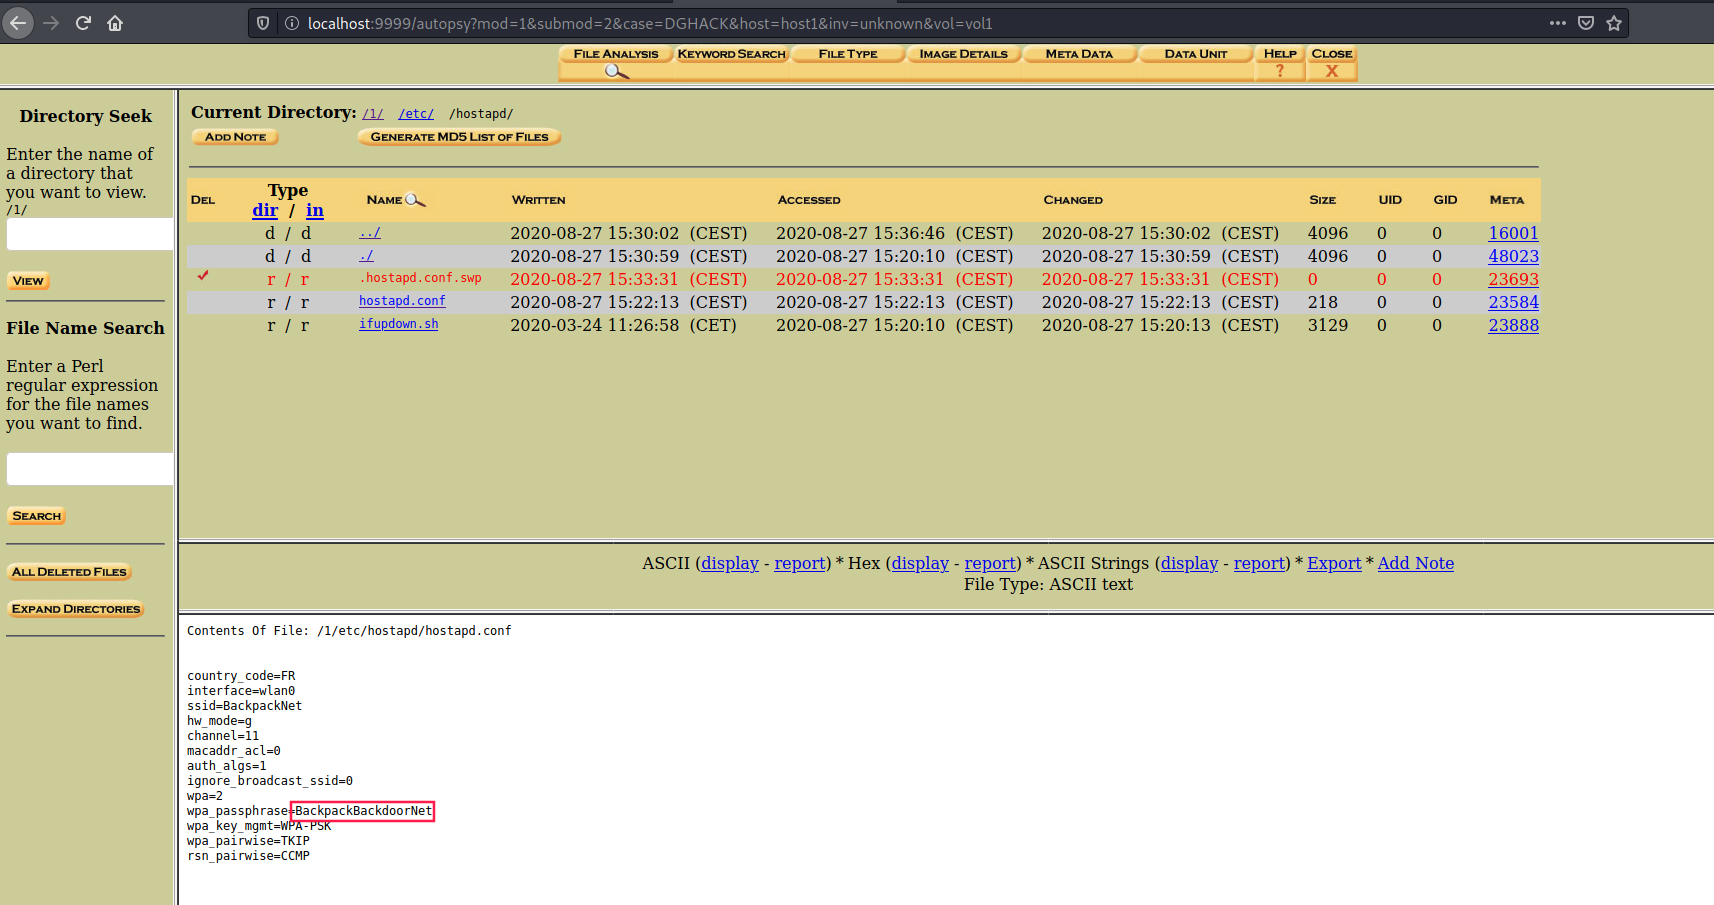 localhost:9999/autopsy?mod=1&submod=2&case=DGHACK&host=host1&inv=unknown&vol=vol1
FILE ANALYSIS KEYWORD SEARCH FILE TYPE IMAGE DETAILS META DATA DATA UNIT HELP CLOSE
? X
Directory Seek
Enter the name of
a directory that
you want to view.
/1/
VIEW
File Name Search
Enter a Perl
regular expression
for the file names
you want to find.
SEARCH
ALL DELETED FILES
EXPAND DIRECTORIES
Current Directory: /1/ /etc/ /hostapd/
ADD NOTE GENERATE MD5 LIST OF FILES
DEL Type NAME WRITTEN ACCESSED CHANGED SIZE UID GID META
dir / in
d / d ../ 2020-08-27 15:30:02 (CEST) 2020-08-27 15:36:46 (CEST) 2020-08-27 15:30:02 (CEST) 4096 0 0 16001
d / d ./ 2020-08-27 15:30:59 (CEST) 2020-08-27 15:20:10 (CEST) 2020-08-27 15:30:59 (CEST) 4096 0 0 48023
r / r .hostapd.conf.swp 2020-08-27 15:33:31 (CEST) 2020-08-27 15:33:31 (CEST) 2020-08-27 15:33:31 (CEST) 0 0 0 23693
r / r hostapd.conf 2020-08-27 15:22:13 (CEST) 2020-08-27 15:22:13 (CEST) 2020-08-27 15:22:13 (CEST) 218 0 0 23584
r / r ifupdown.sh 2020-03-24 11:26:58 (CET) 2020-08-27 15:20:10 (CEST) 2020-08-27 15:20:13 (CEST) 3129 0 0 23888
ASCII (display - report) * Hex (display - report) * ASCII Strings (display - report) * Export * Add Note
File Type: ASCII text
Contents Of File: /1/etc/hostapd/hostapd.conf
country_code=FR
interface=wlan0
ssid=BackpackNet
hw_mode=g
channel=11
macaddr_acl=0
auth_algs=1
ignore_broadcast_ssid=0
wpa=2
wpa_passphrase=BackpackBackdoorNet
wpa_key_mgmt=WPA-PSK
wpa_pairwise=TKIP
rsn_pairwise=CCMP